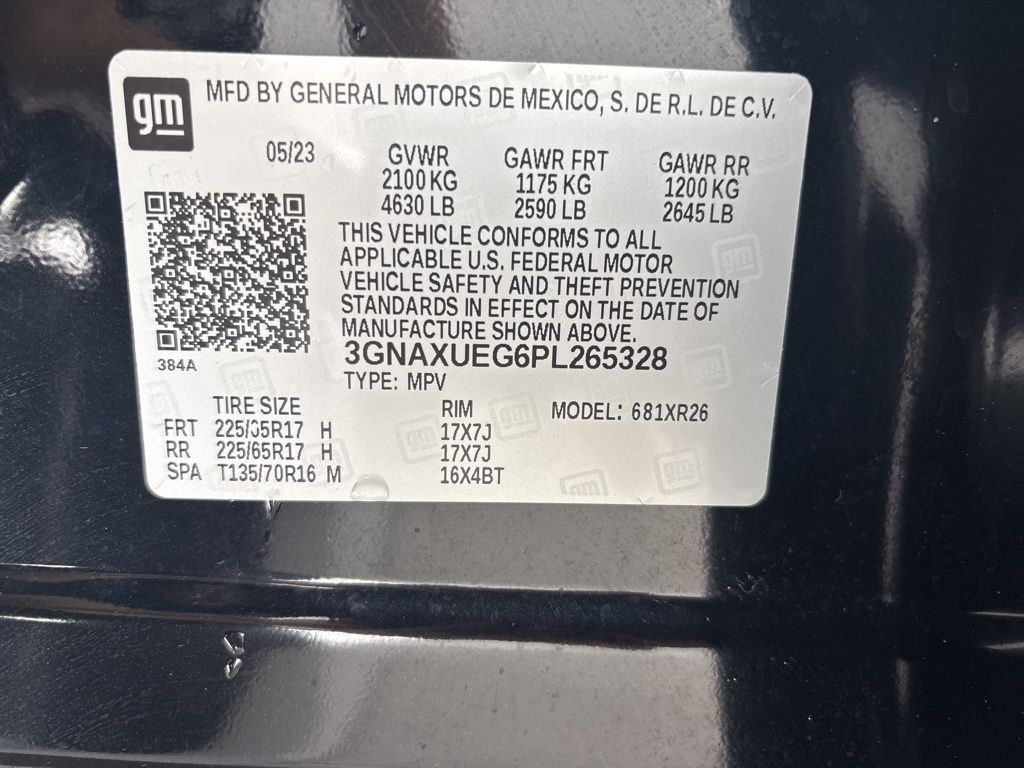 gm
MFD BY GENERAL MOTORS DE MEXICO, S. DE R.L. DE C.V.
05/23 GVWR GAWR FRT GAWR RR
2100 KG 1175 KG 1200 KG
4630 LB 2590 LB 2645 LB
THIS VEHICLE CONFORMS TO ALL
APPLICABLE U.S. FEDERAL MOTOR
VEHICLE SAFETY AND THEFT PREVENTION
STANDARDS IN EFFECT ON THE DATE OF
MANUFACTURE SHOWN ABOVE.
384A
3GNAXUEG6PL265328
TYPE: MPV
TIRE SIZE RIM MODEL: 681XR26
FRT 225/65R17 H 17X7J
RR 225/65R17 H 17X7J
SPA T135/70R16 M 16X4BT